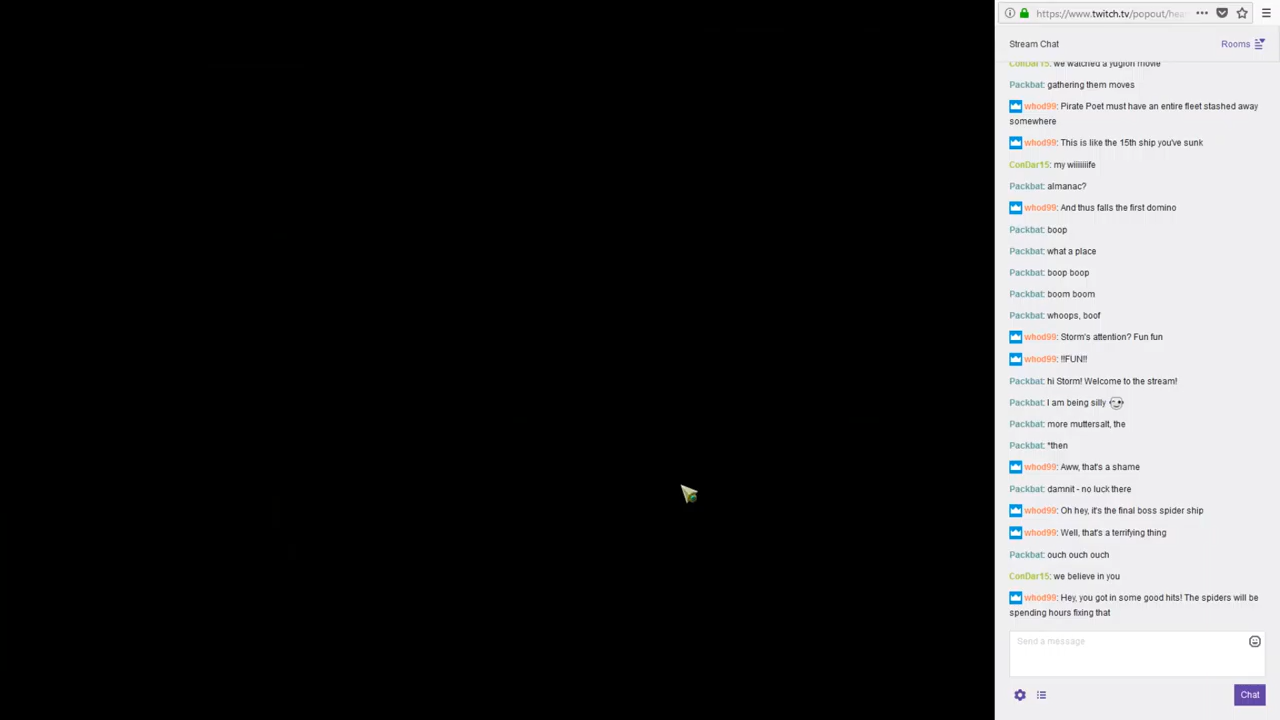 https://www.twitch.tv/popout/hea
Stream Chat
Rooms
ConDar15: we watched a yugioh movie
Packbat: gathering them moves
whod99: Pirate Poet must have an entire fleet stashed away
somewhere
whod99: This is like the 15th ship you've sunk
ConDar15: my wiiiiiiife
Packbat: almanac?
whod99: And thus falls the first domino
Packbat: boop
Packbat: what a place
Packbat: boop boop
Packbat: boom boom
Packbat: whoops, boof
whod99: Storm's attention? Fun fun
whod99: !!FUN!!
Packbat: hi Storm! Welcome to the stream!
Packbat: I am being silly
Packbat: more muttersalt, the
Packbat: *then
whod99: Aww, that's a shame
Packbat: damnit - no luck there
whod99: Oh hey, it's the final boss spider ship
whod99: Well, that's a terrifying thing
Packbat: ouch ouch ouch
ConDar15: we believe in you
whod99: Hey, you got in some good hits! The spiders will be
spending hours fixing that
Send a message
Chat